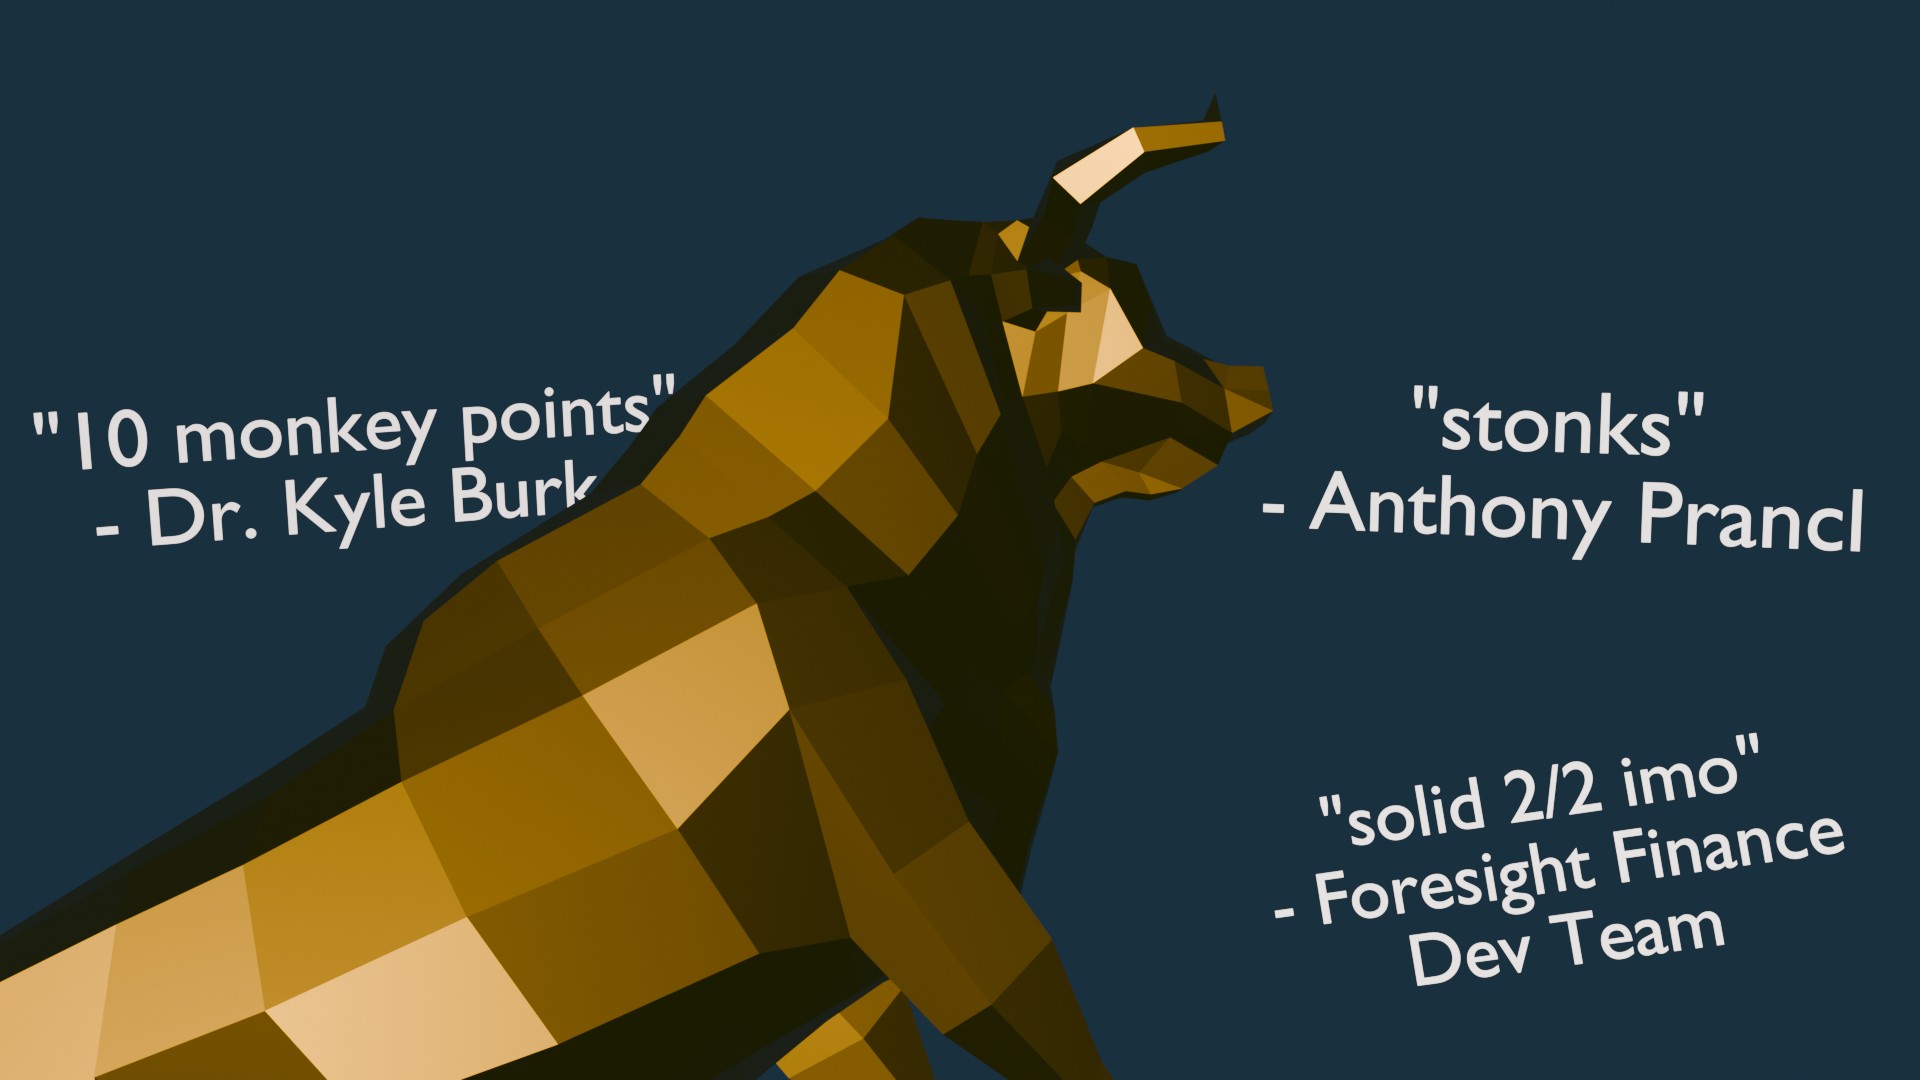 "10 monkey points"
- Dr. Kyle Burk
"stonks"
- Anthony Prancl
"solid 2/2 imo"
- Foresight Finance
Dev Team